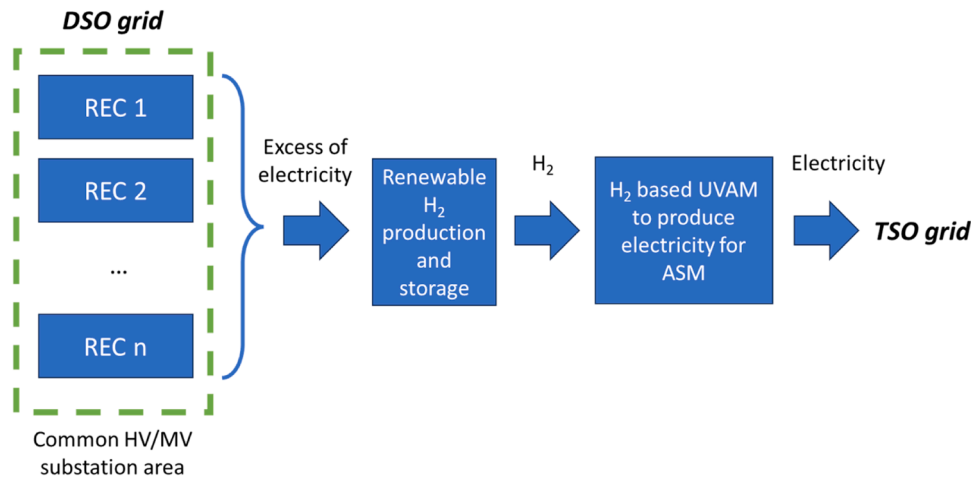 DSO grid
REC 1
REC 2
...
REC n
Common HV/MV
substation area
Excess of
electricity
Renewable
H₂
production
and
storage
H₂
H₂ based UVAM
to produce
electricity for
ASM
Electricity
TSO grid